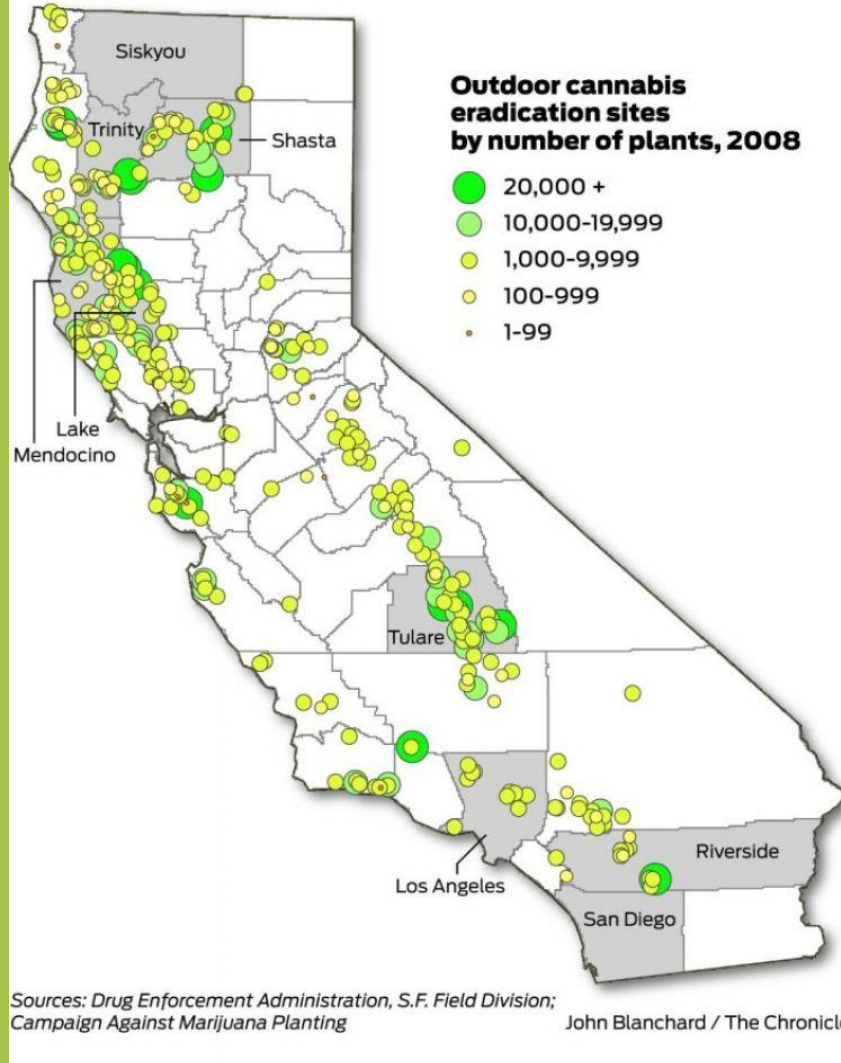 Outdoor cannabis
eradication sites
by number of plants, 2008
20,000 +
10,000-19,999
1,000-9,999
100-999
1-99
Siskyou
Trinity
Shasta
Lake
Mendocino
Tulare
Los Angeles
Riverside
San Diego
Sources: Drug Enforcement Administration, S.F. Field Division;
Campaign Against Marijuana Planting
John Blanchard / The Chronicle